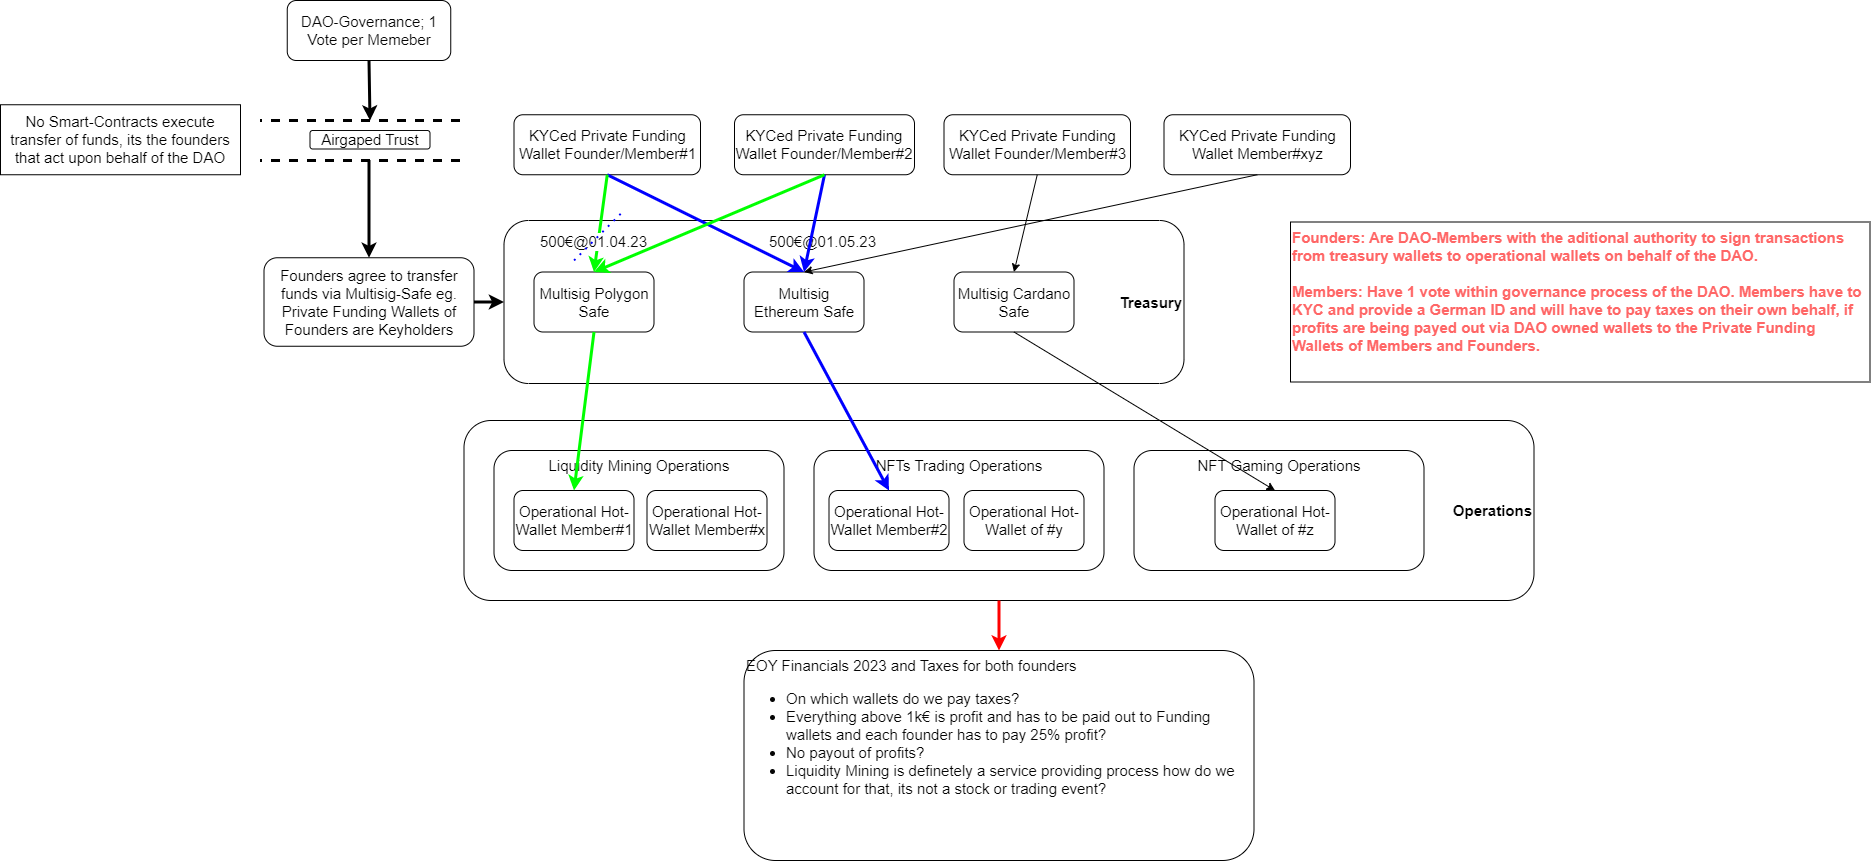 DAO-Governance; 1
Vote per Memeber
No Smart-Contracts execute
transfer of funds, its the founders
that act upon behalf of the DAO
Airgaped Trust
KYCed Private Funding
Wallet Founder/Member#1
KYCed Private Funding
Wallet Founder/Member#2
KYCed Private Funding
Wallet Founder/Member#3
KYCed Private Funding
Wallet Member#xyz
Founders: Are DAO-Members with the aditional authority to sign transactions
from treasury wallets to operational wallets on behalf of the DAO.
Members: Have 1 vote within governance process of the DAO. Members have to
KYC and provide a German ID and will have to pay taxes on their own behalf, if
profits are being payed out via DAO owned wallets to the Private Funding
Wallets of Members and Founders.
500€@01.04.23
500€@01.05.23
Founders agree to transfer
funds via Multisig-Safe eg.
Private Funding Wallets of
Founders are Keyholders
Multisig Polygon
Safe
Multisig
Ethereum Safe
Multisig Cardano
Safe
Treasury
Liquidity Mining Operations
Operational Hot-
Wallet Member#1
Operational Hot-
Wallet Member#x
NFTs Trading Operations
Operational Hot-
Wallet Member#2
Operational Hot-
Wallet of #y
NFT Gaming Operations
Operational Hot-
Wallet of #z
Operations
EOY Financials 2023 and Taxes for both founders
• On which wallets do we pay taxes?
• Everything above 1k€ is profit and has to be paid out to Funding
wallets and each founder has to pay 25% profit?
• No payout of profits?
• Liquidity Mining is definetely a service providing process how do we
account for that, its not a stock or trading event?